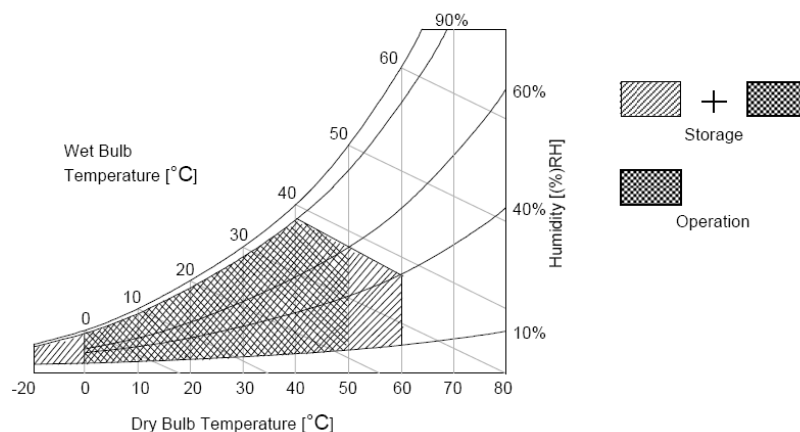 90%
60
60%
50
Wet Bulb
Temperature [°C]
40
40%
30
20
10
0
10%
-20 0 10 20 30 40 50 60 70 80
Dry Bulb Temperature [°C]
Humidity [(%)RH]
+
Storage
Operation